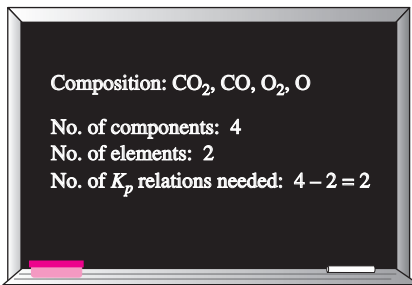 Composition: CO₂, CO, O₂, O
No. of components: 4
No. of elements: 2
No. of Kₚ relations needed: 4 – 2 = 2